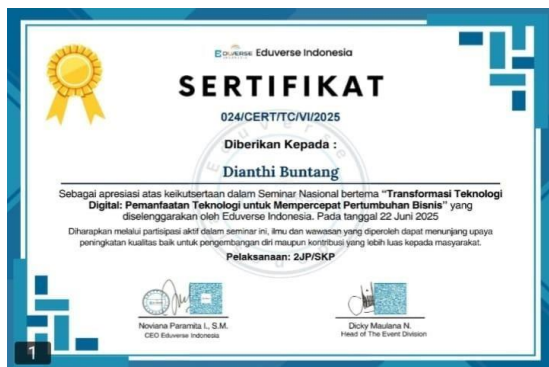 EDUVERSE Eduverse Indonesia
SERTIFIKAT
024/CERT/TC/VI/2025
Diberikan Kepada :
Dianthi Buntang
Sebagai apresiasi atas keikutsertaan dalam Seminar Nasional bertema "Transformasi Teknologi
Digital: Pemanfaatan Teknologi untuk Mempercepat Pertumbuhan Bisnis" yang
diselenggarakan oleh Eduverse Indonesia. Pada tanggal 22 Juni 2025
Diharapkan melalui partisipasi aktif dalam seminar ini, ilmu dan wawasan yang diperoleh dapat menunjang upaya
peningkatan kualitas baik untuk pengembangan diri maupun kontribusi yang lebih luas kepada masyarakat.
Pelaksanaan: 2JP/SKP
Noviana Paramita I., S.M.
CEO Eduverse Indonesia
Dicky Maulana N.
Head of The Event Division
1